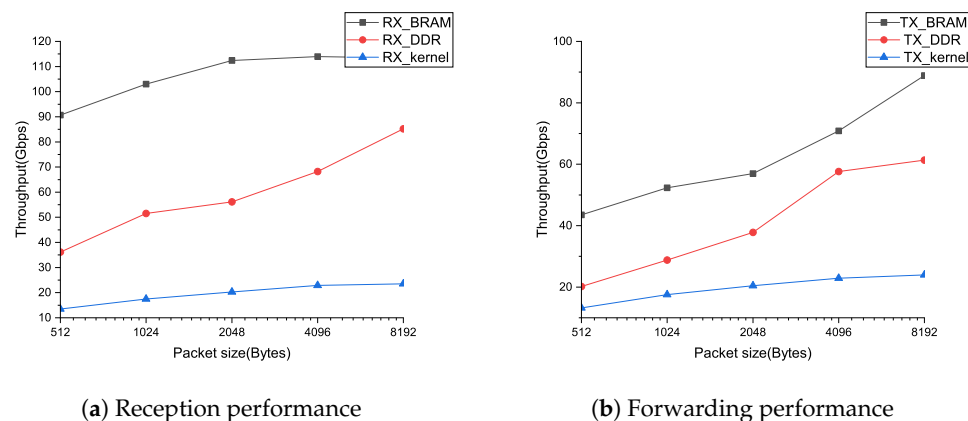 RX_BRAM
RX_DDR
RX_kernel
120
110
100
90
80
70
60
50
40
30
20
10
Throughput(Gbps)
512
1024
2048
4096
8192
Packet size(Bytes)
(a) Reception performance
TX_BRAM
TX_DDR
TX_kernel
100
80
60
40
20
Throughput(Gbps)
512
1024
2048
4096
8192
Packet size(Bytes)
(b) Forwarding performance